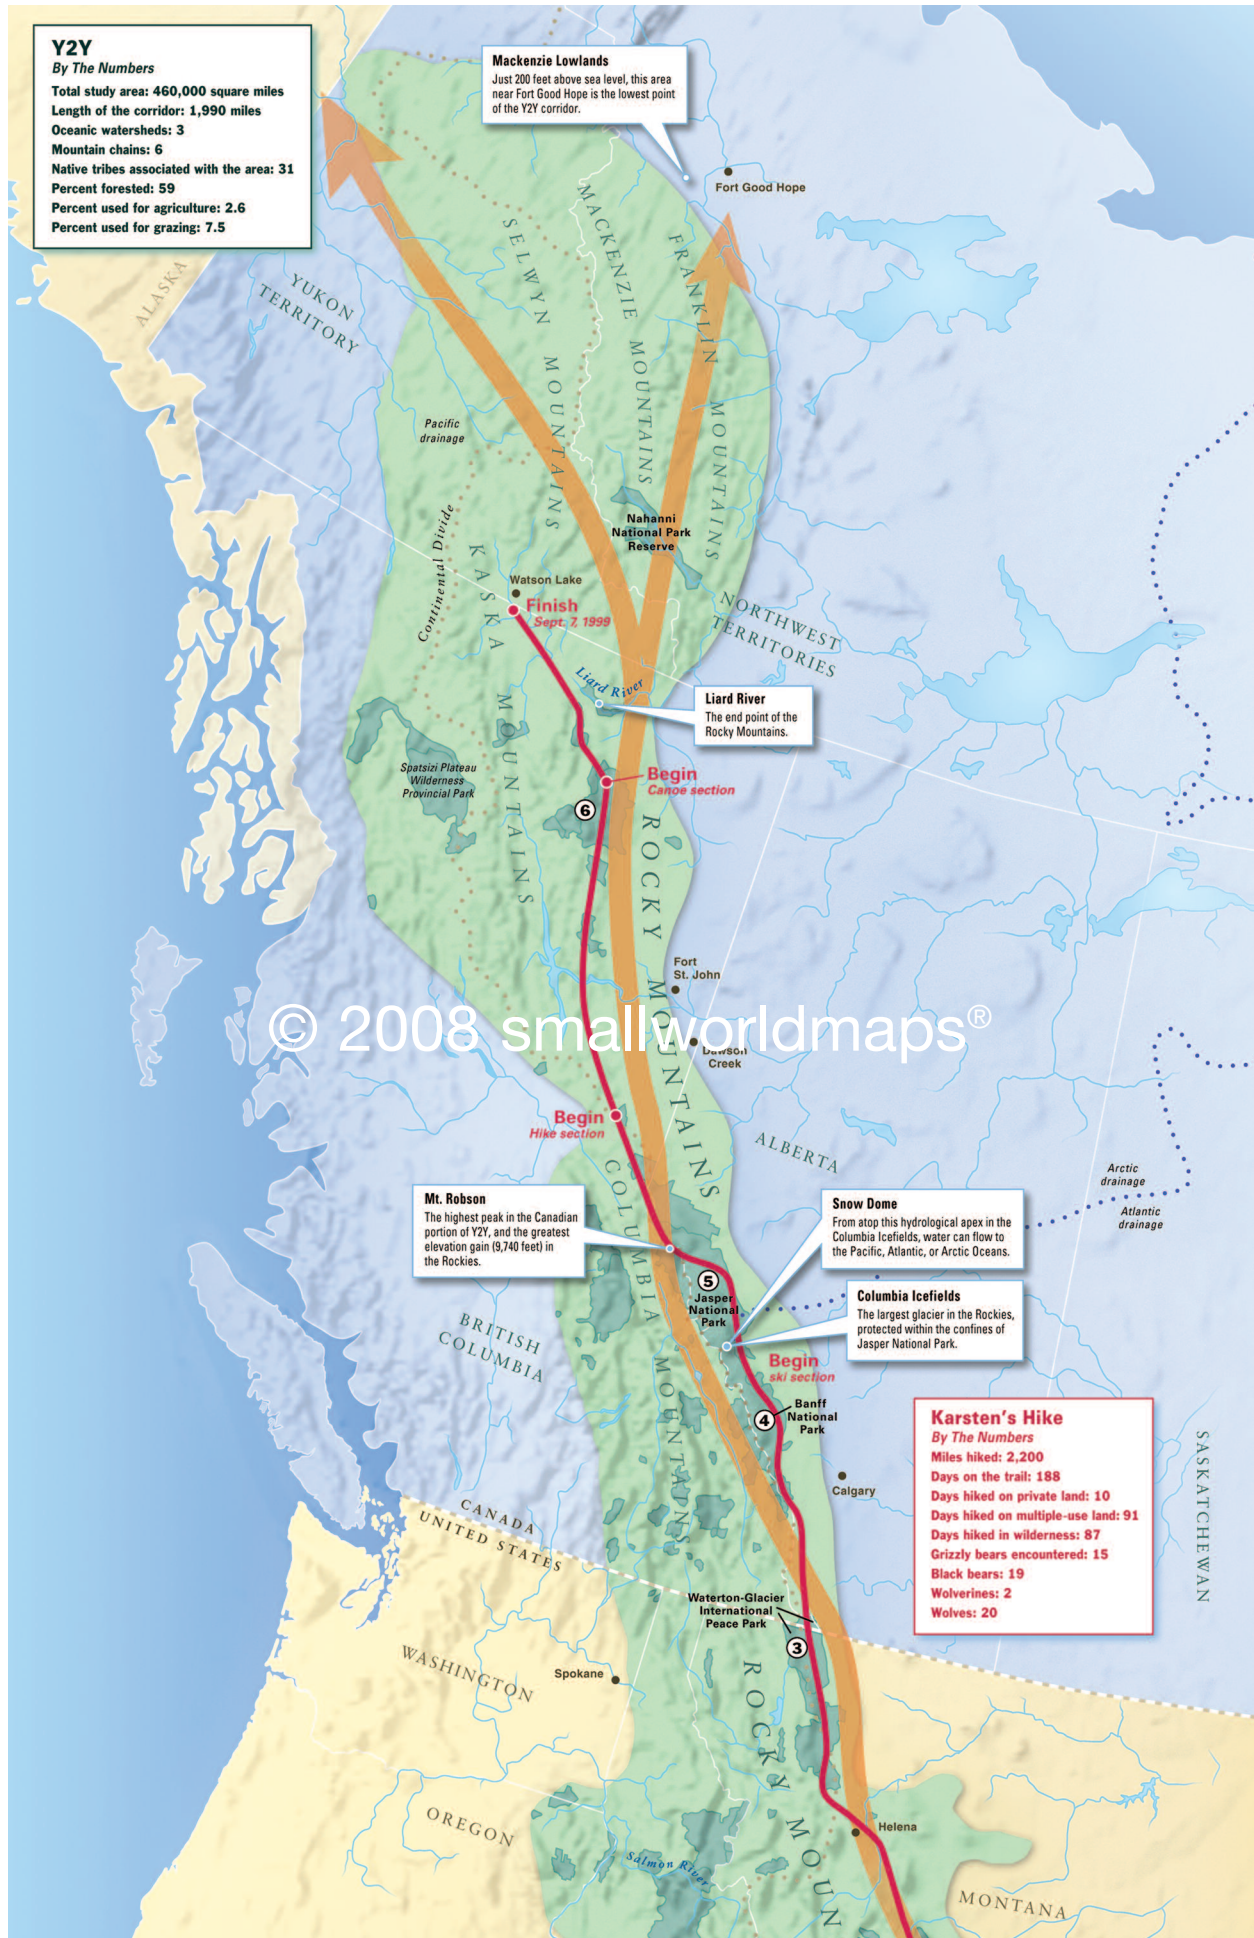 Y2Y
By The Numbers
Total study area: 460,000 square miles
Length of the corridor: 1,990 miles
Oceanic watersheds: 3
Mountain chains: 6
Native tribes associated with the area: 31
Percent forested: 59
Percent used for agriculture: 2.6
Percent used for grazing: 7.5
Mackenzie Lowlands
Just 200 feet above sea level, this area
near Fort Good Hope is the lowest point
of the Y2Y corridor.
Fort Good Hope
ALASKA
YUKON
TERRITORY
SELWYN MOUNTAINS
MACKENZIE MOUNTAINS
FRANKLIN MOUNTAINS
Pacific
drainage
Continental Divide
Nahanni
National Park
Reserve
KASKA MOUNTAINS
Watson Lake
Finish
Sept. 7, 1999
NORTHWEST
TERRITORIES
Liard River
Liard River
The end point of the
Rocky Mountains.
Spatsizi Plateau
Wilderness
Provincial Park
Begin
Canoe section
6
ROCKY MOUNTAINS
Fort
St. John
© 2008 smallworldmaps®
Dawson
Creek
Begin
Hike section
ALBERTA
Arctic
drainage
Atlantic
drainage
COLUMBIA MOUNTAINS
Mt. Robson
The highest peak in the Canadian
portion of Y2Y, and the greatest
elevation gain (9,740 feet) in
the Rockies.
Snow Dome
From atop this hydrological apex in the
Columbia Icefields, water can flow to
the Pacific, Atlantic, or Arctic Oceans.
5
Jasper
National
Park
Columbia Icefields
The largest glacier in the Rockies,
protected within the confines of
Jasper National Park.
BRITISH
COLUMBIA
Begin
ski section
4
Banff
National
Park
Calgary
Karsten's Hike
By The Numbers
Miles hiked: 2,200
Days on the trail: 188
Days hiked on private land: 10
Days hiked on multiple-use land: 91
Days hiked in wilderness: 87
Grizzly bears encountered: 15
Black bears: 19
Wolverines: 2
Wolves: 20
SASKATCHEWAN
CANADA
UNITED STATES
Waterton-Glacier
International
Peace Park
3
WASHINGTON
Spokane
ROCKY MOUN
OREGON
Salmon River
Helena
MONTANA